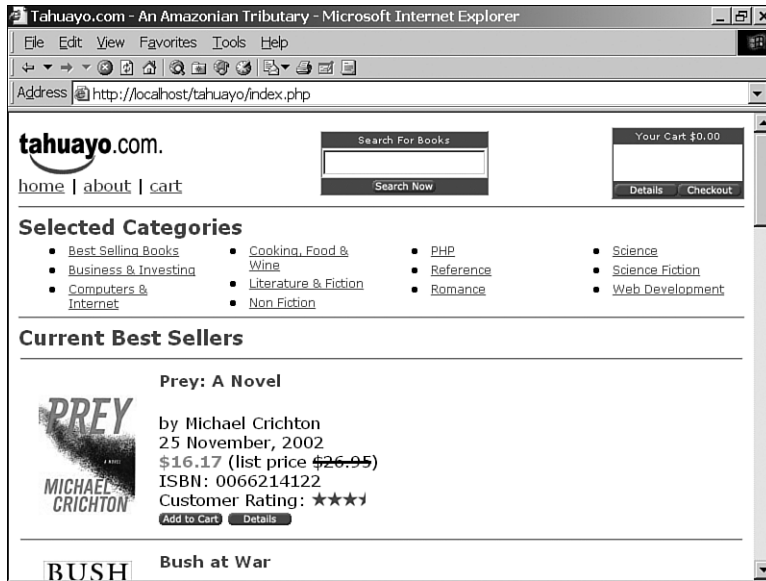 Tahuayo.com - An Amazonian Tributary - Microsoft Internet Explorer
File Edit View Favorites Tools Help
Address http://localhost/tahuayo/index.php
tahuayo.com.
home | about | cart
Search For Books
Search Now
Your Cart $0.00
Details Checkout
Selected Categories
Best Selling Books
Business & Investing
Computers &
Internet
Cooking, Food &
Wine
Literature & Fiction
Non Fiction
PHP
Reference
Romance
Science
Science Fiction
Web Development
Current Best Sellers
PREY
MICHAEL
CRICHTON
Prey: A Novel
by Michael Crichton
25 November, 2002
$16.17 (list price $26.95)
ISBN: 0066214122
Customer Rating:
Add to Cart Details
BUSH
Bush at War